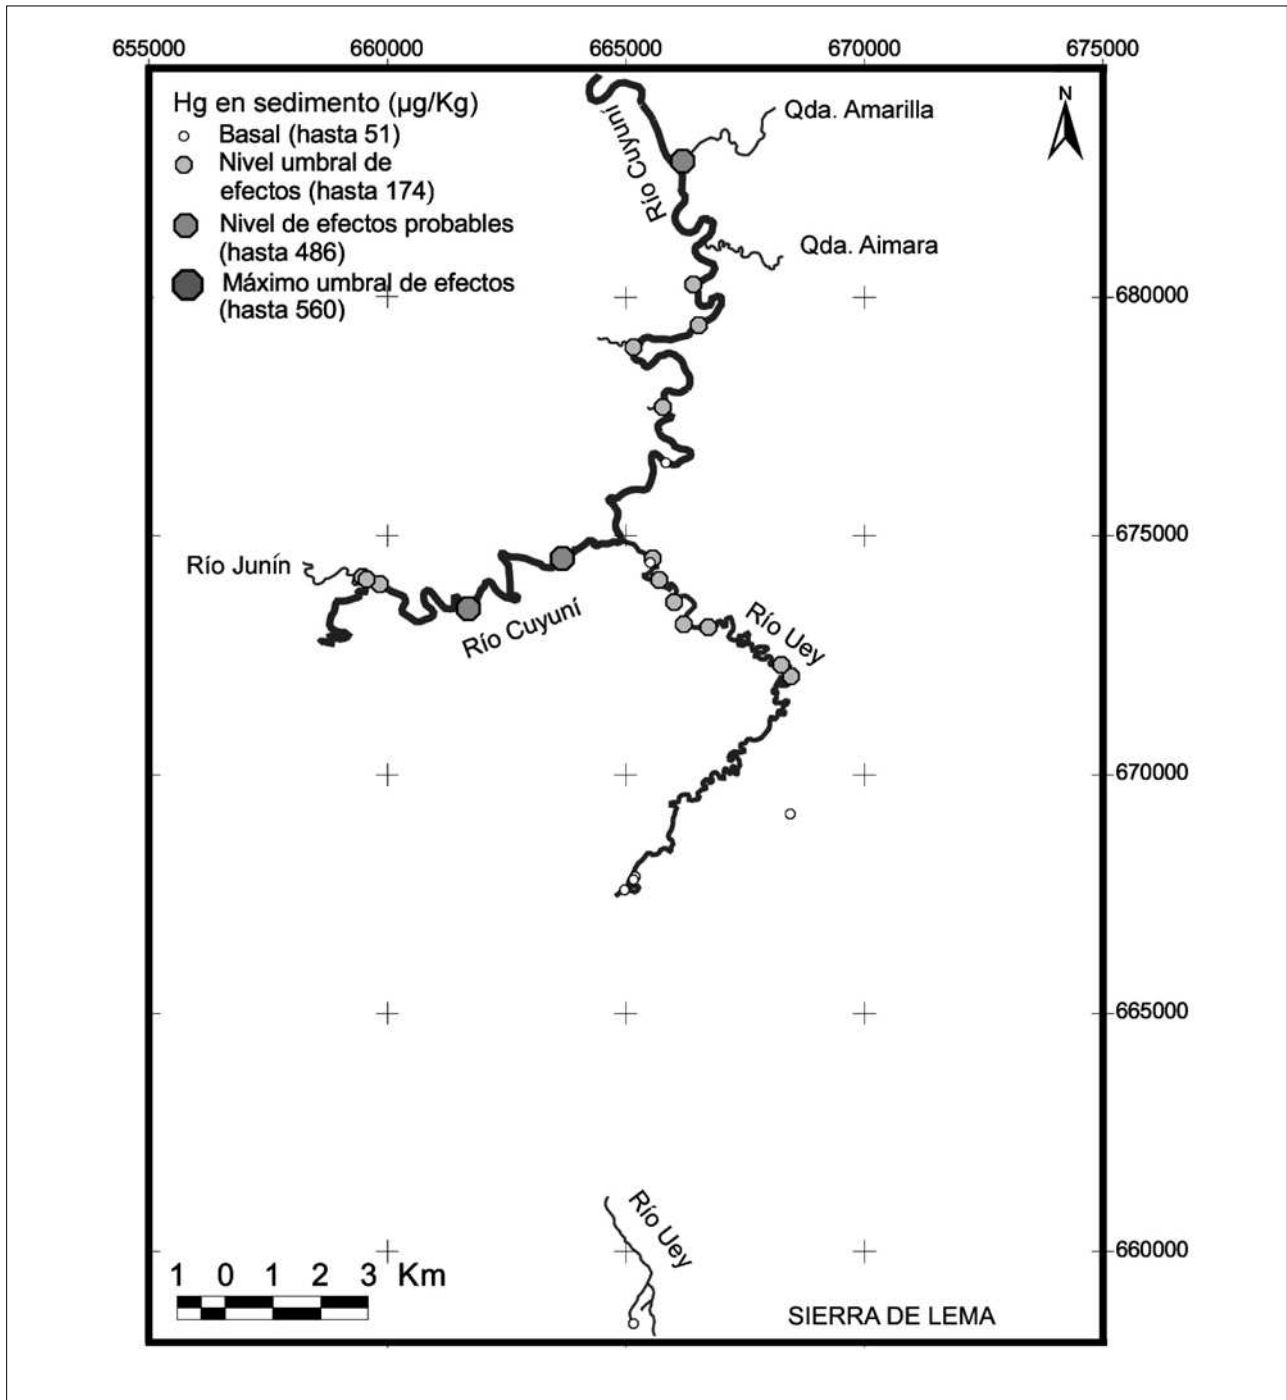 655000 660000 665000 670000 675000
Hg en sedimento (µg/Kg)
Basal (hasta 51)
Nivel umbral de
efectos (hasta 174)
Nivel de efectos probables
(hasta 486)
Máximo umbral de efectos
(hasta 560)
Río Cuyuní
Qda. Amarilla
N
Qda. Aimara
680000
675000
Río Junín
Río Cuyuní
Río Uey
670000
665000
Río Uey
660000
1 0 1 2 3 Km
SIERRA DE LEMA